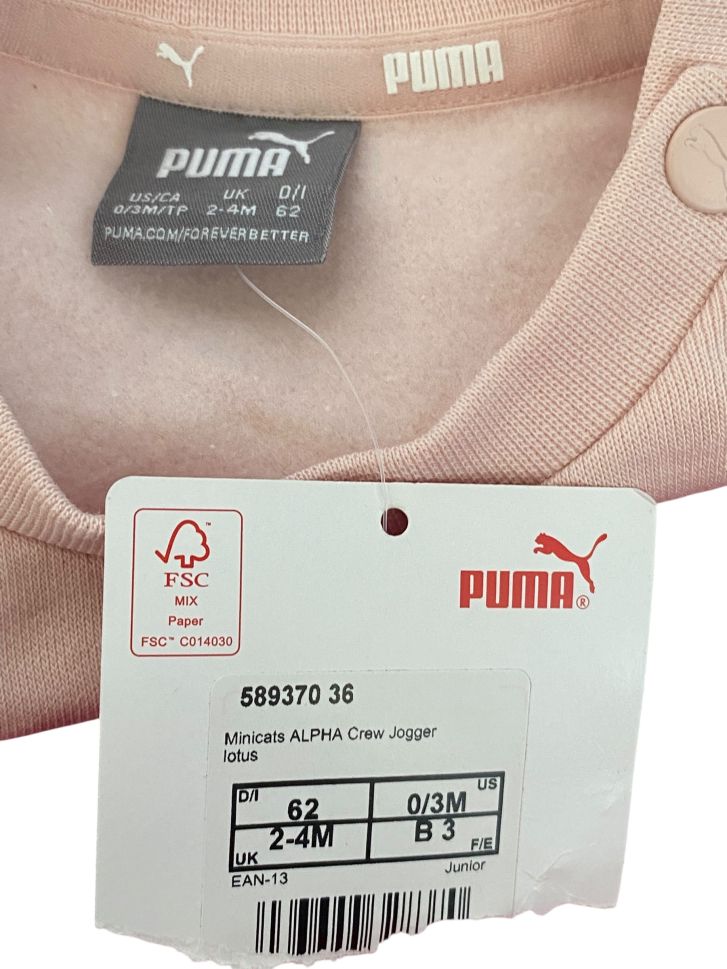 PUMA
PUMA
US/CA UK D/I
0/3M/TP 2-4M 62
PUMA.COM/FOREVERBETTER
FSC™
MIX
Paper
FSC™ C014030
PUMA®
589370 36
Minicats ALPHA Crew Jogger
lotus
D/I 62 0/3M US
UK 2-4M B 3 F/E
EAN-13 Junior